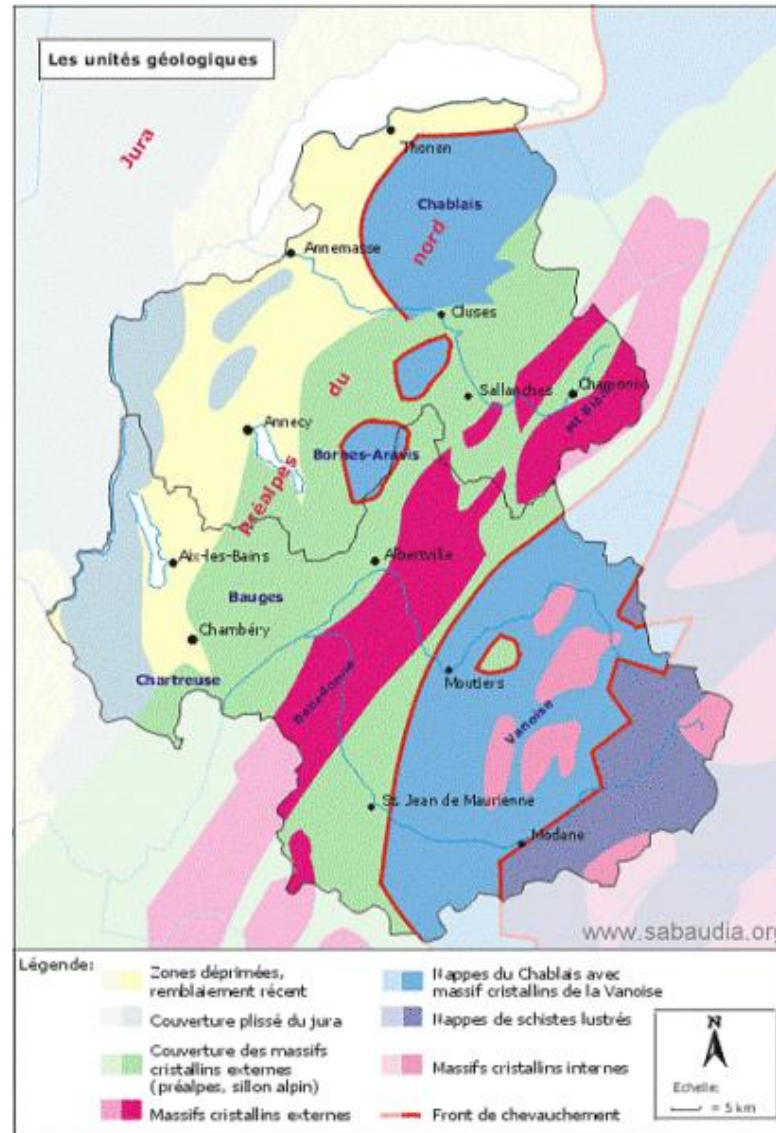 Les unités géologiques
Jura
Thonon
Chablais
nord
Annemasse
Cluses
du
Sallanches
Chamonix
Mt Blanc
Annecy
Bornes-Aravis
Préalpes
Aix-les-Bains
Albertville
Bauges
Chambéry
Chartreuse
Belledonne
Moutiers
Vanoise
St. Jean de Maurienne
Modane
www.sabaudia.org
Légende:
Zones déprimées,
remblaiement récent
Couverture plissé du jura
Couverture des massifs
cristallins externes
(préalpes, sillon alpin)
Massifs cristallins externes
Nappes du Chablais avec
massif cristallins de la Vanoise
Nappes de schistes lustrés
Massifs cristallins internes
Front de chevauchement
N
Echelle:
= 5 km